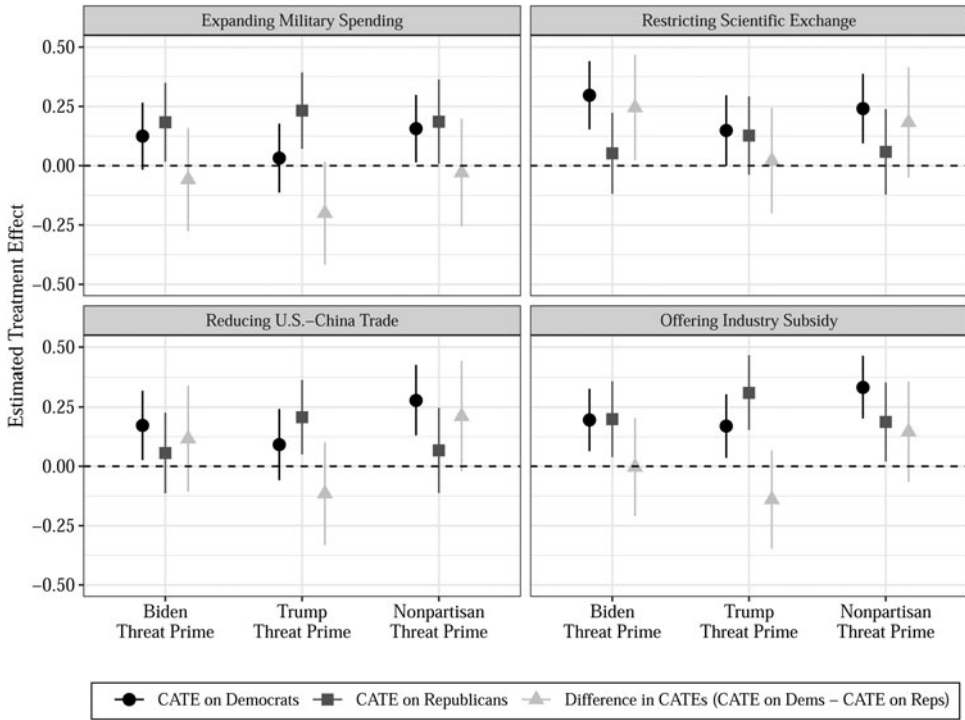 Expanding Military Spending
Restricting Scientific Exchange
0.50
0.25
0.00
−0.25
−0.50
Reducing U.S.−China Trade
Offering Industry Subsidy
0.50
0.25
0.00
−0.25
−0.50
Estimated Treatment Effect
Biden
Threat Prime
Trump
Threat Prime
Nonpartisan
Threat Prime
Biden
Threat Prime
Trump
Threat Prime
Nonpartisan
Threat Prime
CATE on Democrats
CATE on Republicans
Difference in CATEs (CATE on Dems − CATE on Reps)